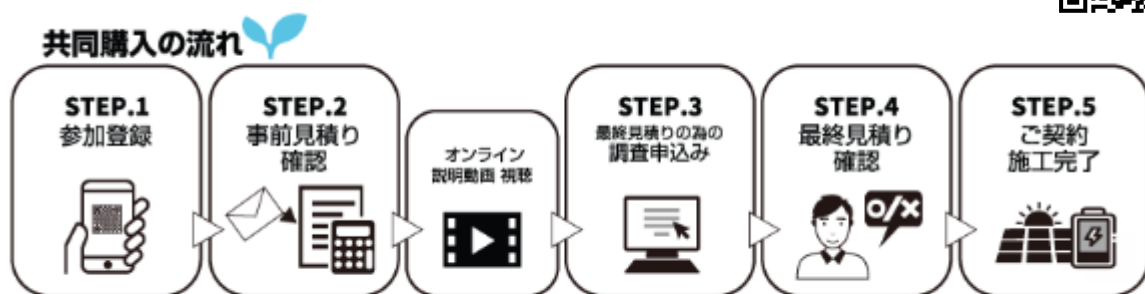 共同購入の流れ
STEP.1
参加登録
STEP.2
事前見積り
確認
オンライン
説明動画 視聴
STEP.3
最終見積りの為の
調査申込み
STEP.4
最終見積り
確認
O/X
STEP.5
ご契約
施工完了